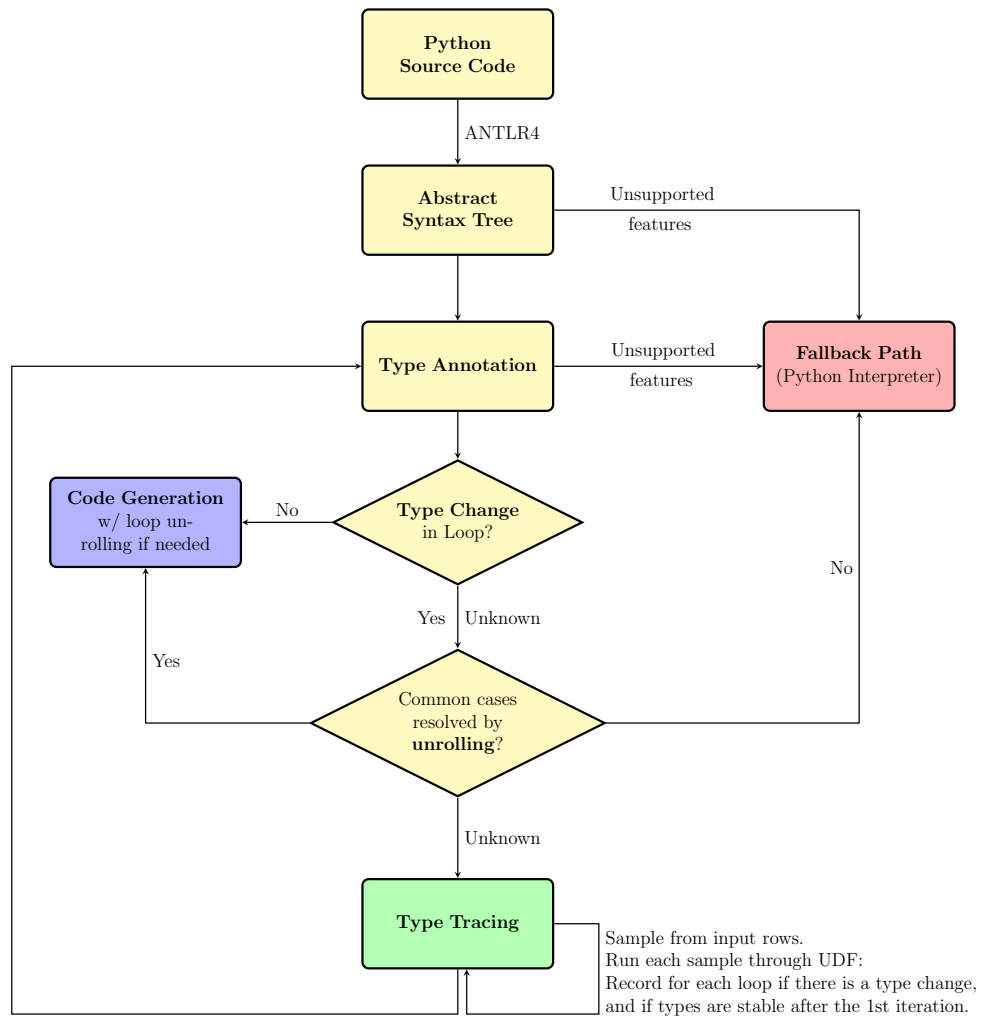 Python
Source Code
ANTLR4
Abstract
Syntax Tree
Unsupported
features
Type Annotation
Unsupported
features
Fallback Path
(Python Interpreter)
Code Generation
w/ loop un-
rolling if needed
No
Type Change
in Loop?
No
Yes
Unknown
Yes
Common cases
resolved by
unrolling?
Unknown
Type Tracing
Sample from input rows.
Run each sample through UDF:
Record for each loop if there is a type change,
and if types are stable after the 1st iteration.